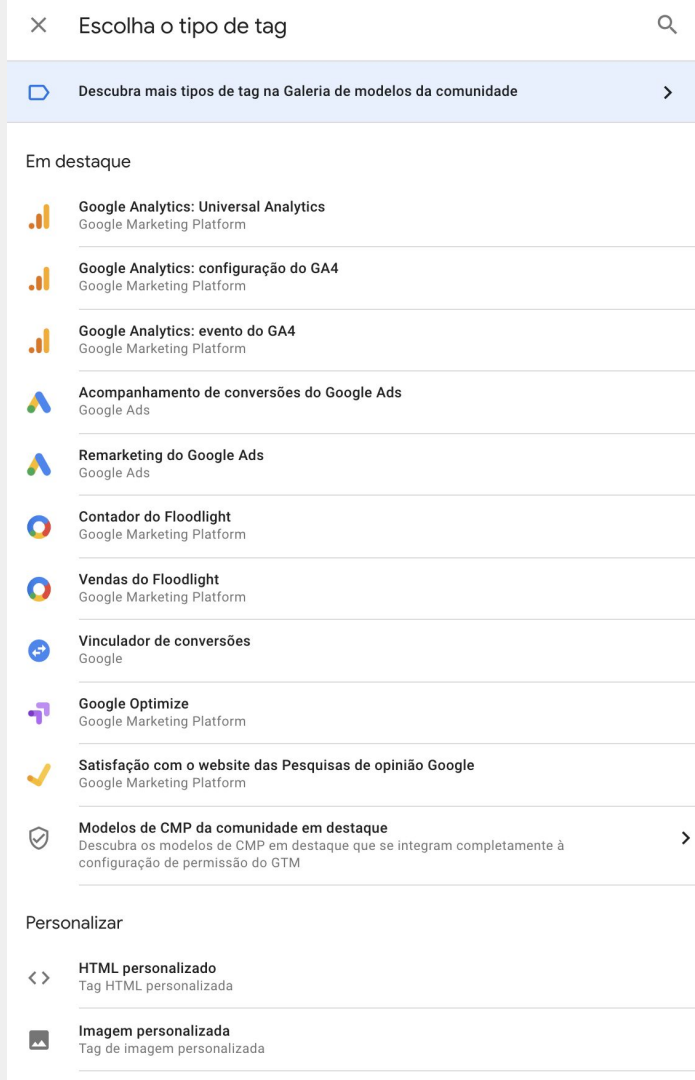 Escolha o tipo de tag
Descubra mais tipos de tag na Galeria de modelos da comunidade
Em destaque
Google Analytics: Universal Analytics
Google Marketing Platform
Google Analytics: configuração do GA4
Google Marketing Platform
Google Analytics: evento do GA4
Google Marketing Platform
Acompanhamento de conversões do Google Ads
Google Ads
Remarketing do Google Ads
Google Ads
Contador do Floodlight
Google Marketing Platform
Vendas do Floodlight
Google Marketing Platform
Vinculador de conversões
Google
Google Optimize
Google Marketing Platform
Satisfação com o website das Pesquisas de opinião Google
Google Marketing Platform
Modelos de CMP da comunidade em destaque
Descubra os modelos de CMP em destaque que se integram completamente à
configuração de permissão do GTM
Personalizar
HTML personalizado
Tag HTML personalizada
Imagem personalizada
Tag de imagem personalizada